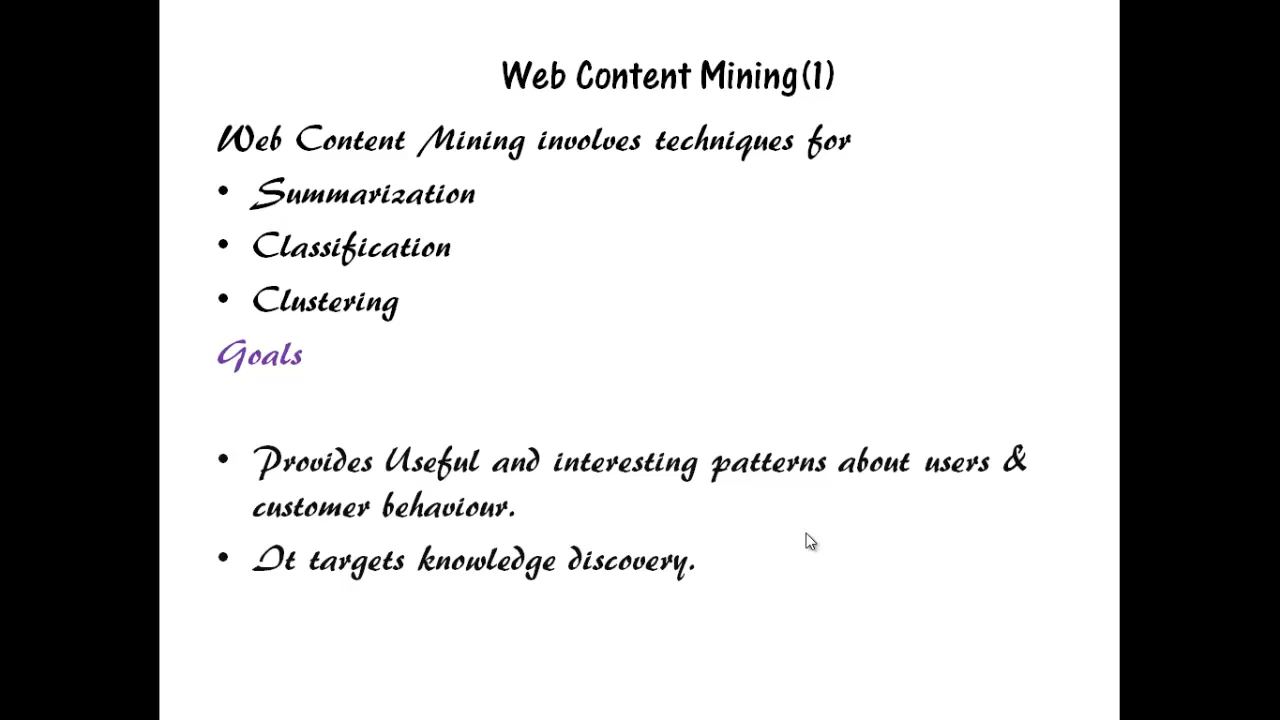 Web Content Mining(1)
Web Content Mining involves techniques for
• Summarization
• Classification
• Clustering
Goals
• Provides Useful and interesting patterns about users &
customer behaviour.
• It targets knowledge discovery.